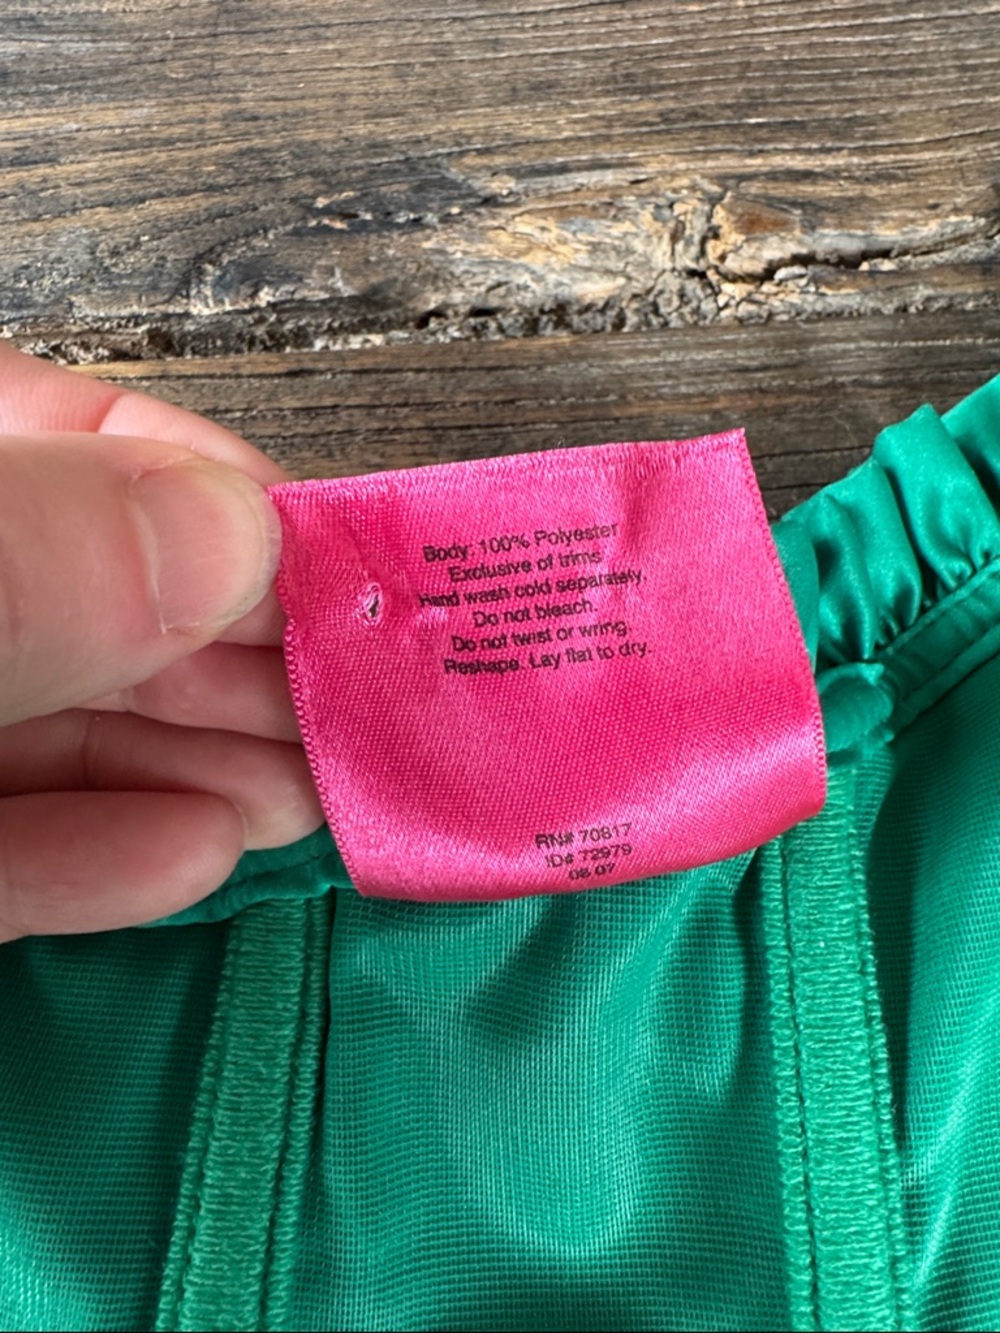 Body: 100% Polyester
Exclusive of trims
Hand wash cold separately.
Do not bleach.
Do not twist or wring.
Reshape. Lay flat to dry.
RN# 70817
ID# 72979
08 07